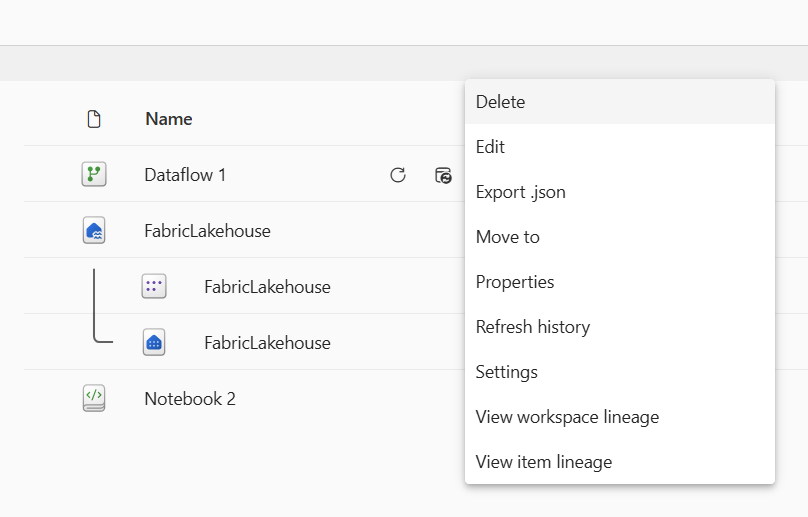 Name
Dataflow 1
FabricLakehouse
FabricLakehouse
FabricLakehouse
Notebook 2
Delete
Edit
Export .json
Move to
Properties
Refresh history
Settings
View workspace lineage
View item lineage